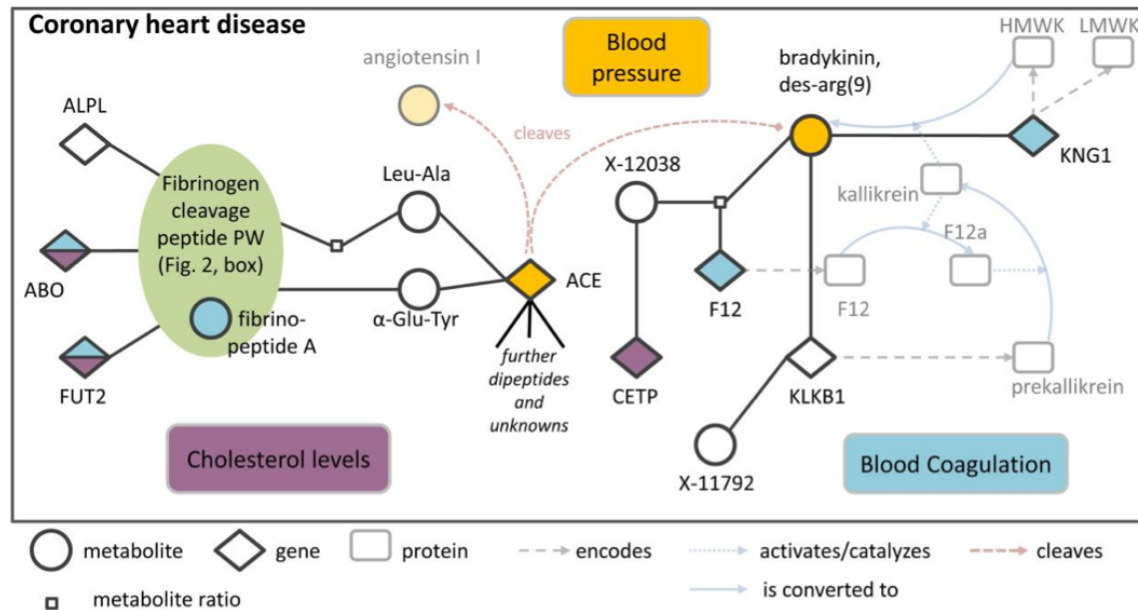 Coronary heart disease
Blood
pressure
HMWK
LMWK
angiotensin I
bradykinin,
des-arg(9)
ALPL
cleaves
KNG1
X-12038
Leu-Ala
kallikrein
Fibrinogen
cleavage
peptide PW
(Fig. 2, box)
F12a
ABO
ACE
F12
F12
fibrino-
peptide A
α-Glu-Tyr
further
dipeptides
and
unknowns
FUT2
CETP
KLKB1
prekallikrein
Cholesterol levels
Blood Coagulation
X-11792
metabolite
gene
protein
encodes
activates/catalyzes
cleaves
is converted to
metabolite ratio